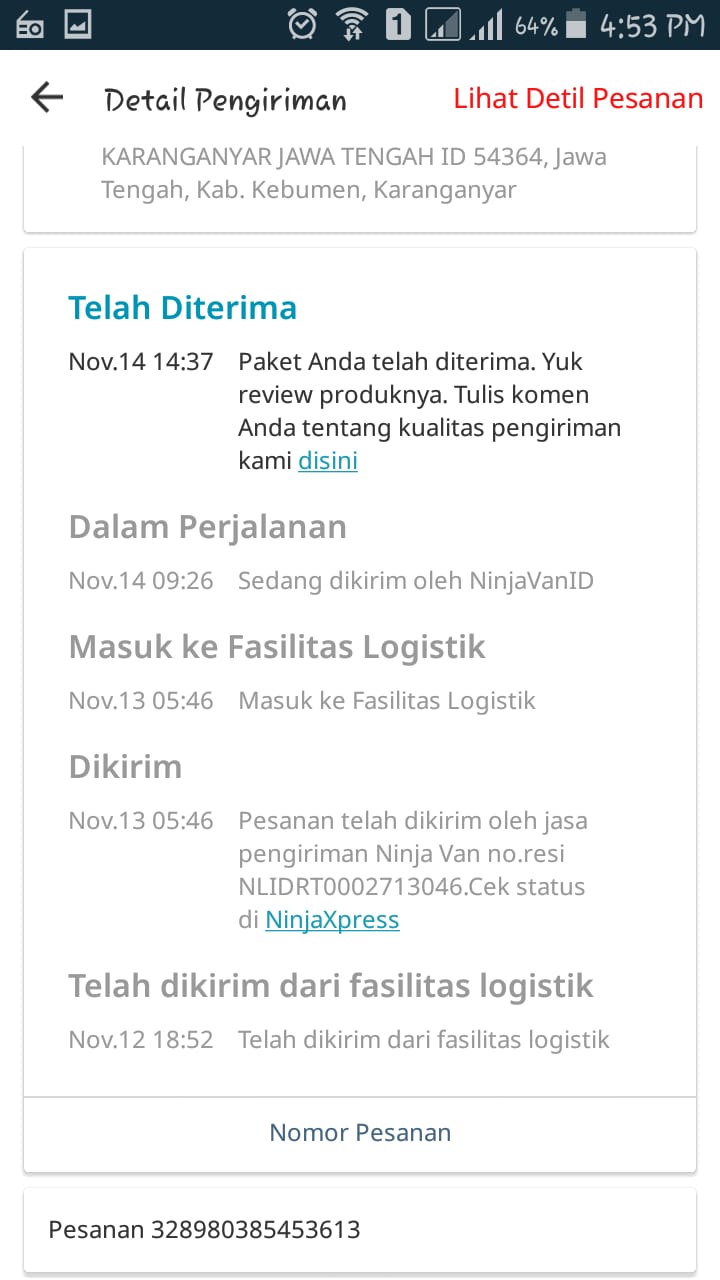 1 64% 4:53 PM
Detail Pengiriman Lihat Detil Pesanan
KARANGANYAR JAWA TENGAH ID 54364, Jawa
Tengah, Kab. Kebumen, Karanganyar
Telah Diterima
Nov.14 14:37 Paket Anda telah diterima. Yuk
review produknya. Tulis komen
Anda tentang kualitas pengiriman
kami disini
Dalam Perjalanan
Nov.14 09:26 Sedang dikirim oleh NinjaVanID
Masuk ke Fasilitas Logistik
Nov.13 05:46 Masuk ke Fasilitas Logistik
Dikirim
Nov.13 05:46 Pesanan telah dikirim oleh jasa
pengiriman Ninja Van no.resi
NLIDRT0002713046.Cek status
di NinjaXpress
Telah dikirim dari fasilitas logistik
Nov.12 18:52 Telah dikirim dari fasilitas logistik
Nomor Pesanan
Pesanan 328980385453613